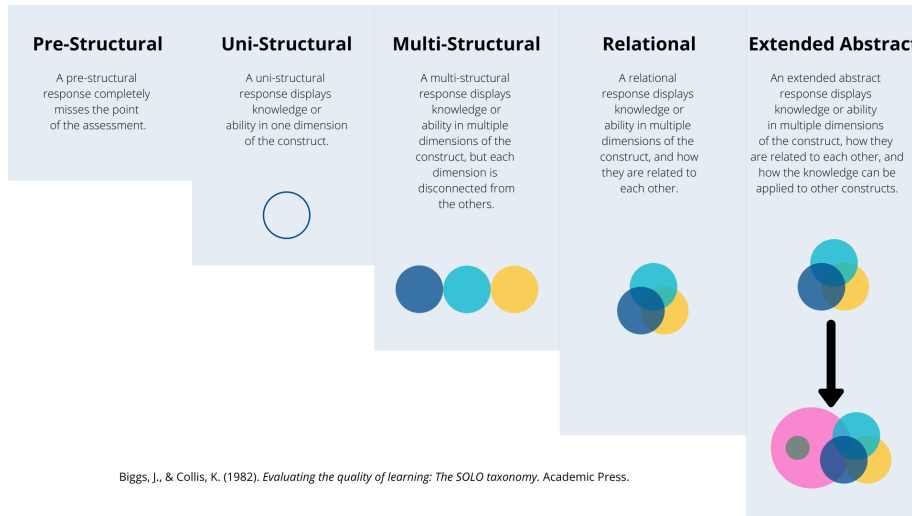 Pre-Structural
A pre-structural
response completely
misses the point
of the assessment.
Uni-Structural
A uni-structural
response displays
knowledge or
ability in one dimension
of the construct.
Multi-Structural
A multi-structural
response displays
knowledge or
ability in multiple
dimensions of the
construct, but each
dimension is
disconnected from
the others.
Relational
A relational
response displays
knowledge or
ability in multiple
dimensions of the
construct, and how
they are related to
each other.
Extended Abstract
An extended abstract
response displays
knowledge or ability
in multiple dimensions
of the construct, how they
are related to each other, and
how the knowledge can be
applied to other constructs.
Biggs, J., & Collis, K. (1982). Evaluating the quality of learning: The SOLO taxonomy. Academic Press.